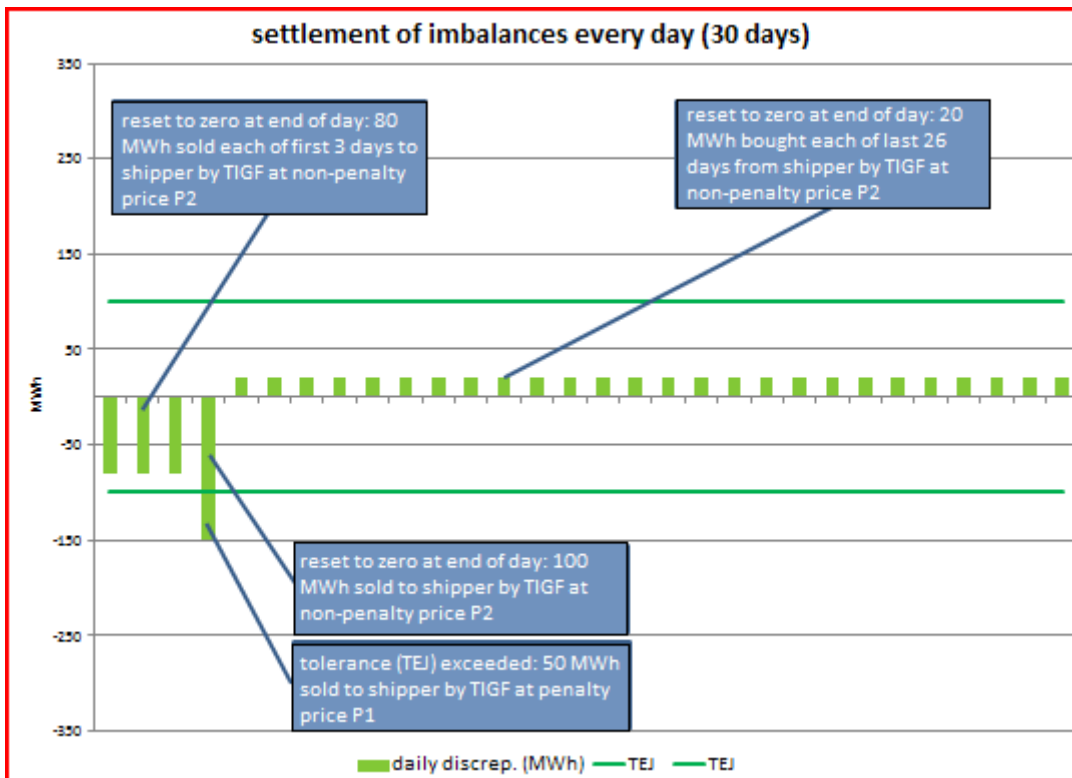 settlement of imbalances every day (30 days)
350
250
150
50
-50
-150
-250
-350
MWh
reset to zero at end of day: 80
MWh sold each of first 3 days to
shipper by TIGF at non-penalty
price P2
reset to zero at end of day: 20
MWh bought each of last 26
days from shipper by TIGF at
non-penalty price P2
reset to zero at end of day: 100
MWh sold to shipper by TIGF at
non-penalty price P2
tolerance (TEJ) exceeded: 50 MWh
sold to shipper by TIGF at penalty
price P1
daily discrep. (MWh) TEJ TEJ